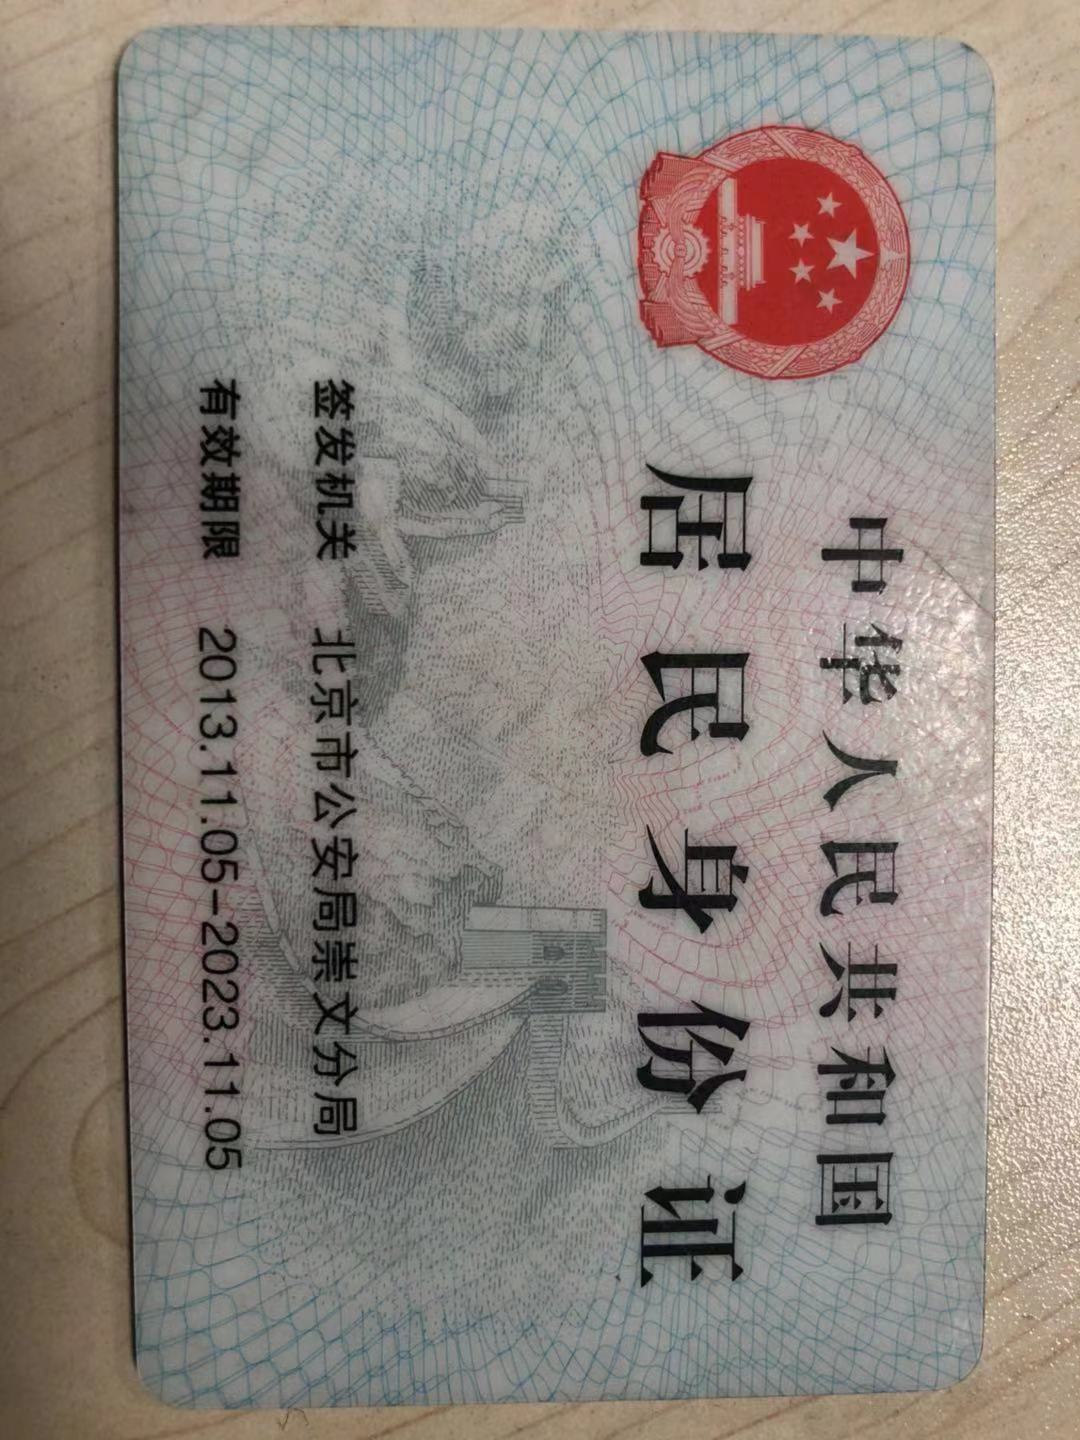 中华人民共和国
居民身份证
签发机关 北京市公安局崇文分局
有效期限 2013.11.05-2023.11.05